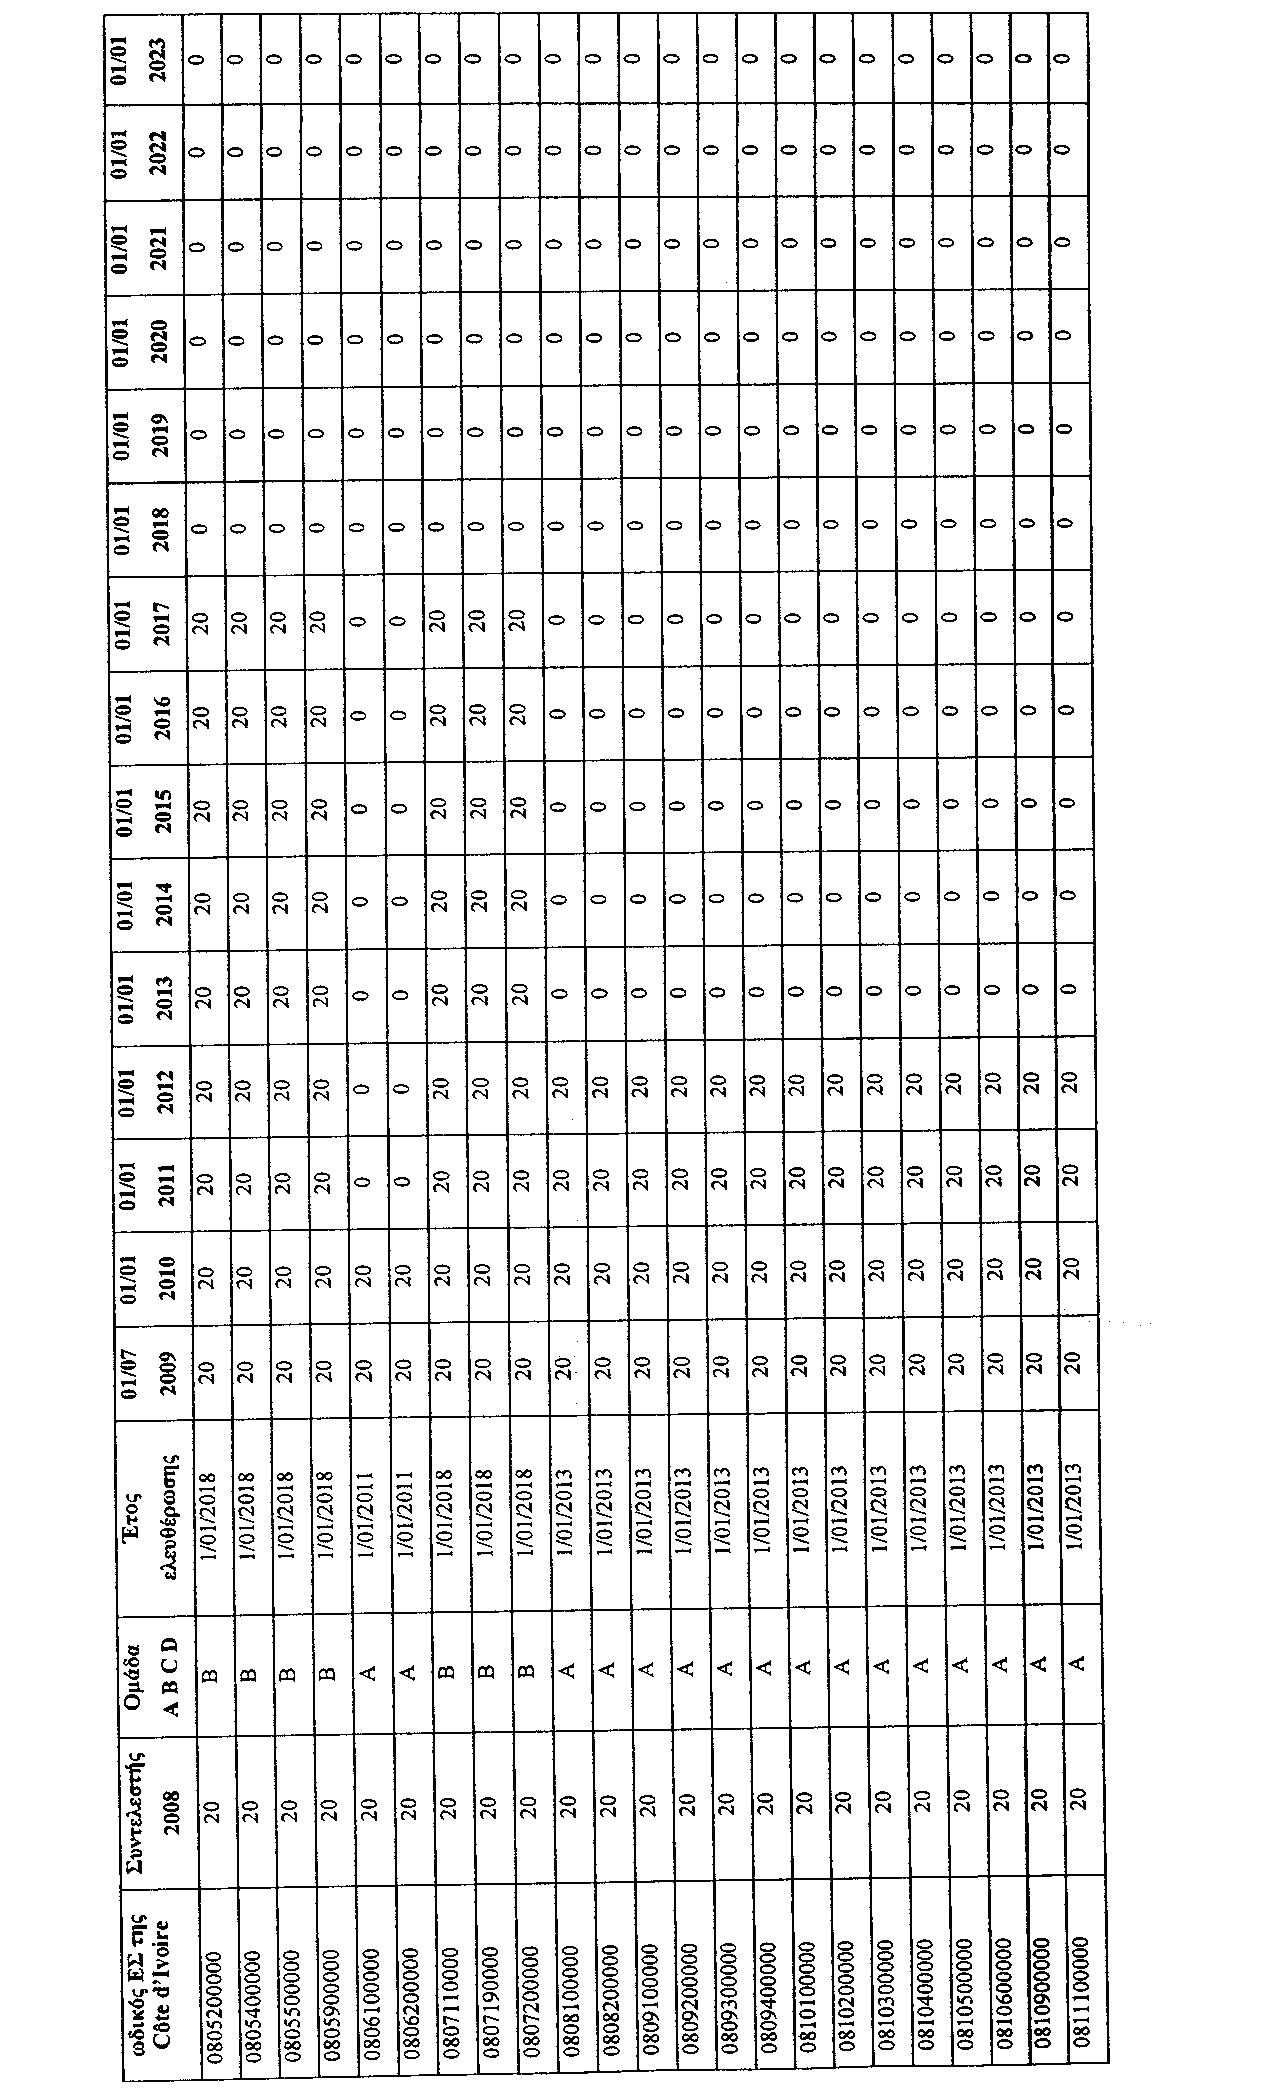 ωδικός ΕΣ της Côte d'Ivoire Συντελεστής 2008 Ομάδα A B C D Έτος ελευθέρωσης 01/07 2009 01/01 2010 01/01 2011 01/01 2012 01/01 2013 01/01 2014 01/01 2015 01/01 2016 01/01 2017 01/01 2018 01/01 2019 01/01 2020 01/01 2021 01/01 2022 01/01 2023
0805200000 20 B 1/01/2018 20 20 20 20 20 20 20 20 20 0 0 0 0 0 0
0805400000 20 B 1/01/2018 20 20 20 20 20 20 20 20 20 0 0 0 0 0 0
0805500000 20 B 1/01/2018 20 20 20 20 20 20 20 20 20 0 0 0 0 0 0
0805900000 20 B 1/01/2018 20 20 20 20 20 20 20 20 20 0 0 0 0 0 0
0806100000 20 A 1/01/2011 20 20 0 0 0 0 0 0 0 0 0 0 0 0 0
0806200000 20 A 1/01/2011 20 20 0 0 0 0 0 0 0 0 0 0 0 0 0
0807110000 20 B 1/01/2018 20 20 20 20 20 20 20 20 20 0 0 0 0 0 0
0807190000 20 B 1/01/2018 20 20 20 20 20 20 20 20 20 0 0 0 0 0 0
0807200000 20 B 1/01/2018 20 20 20 20 20 20 20 20 20 0 0 0 0 0 0
0808100000 20 A 1/01/2013 20 20 20 20 0 0 0 0 0 0 0 0 0 0 0
0808200000 20 A 1/01/2013 20 20 20 20 0 0 0 0 0 0 0 0 0 0 0
0809100000 20 A 1/01/2013 20 20 20 20 0 0 0 0 0 0 0 0 0 0 0
0809200000 20 A 1/01/2013 20 20 20 20 0 0 0 0 0 0 0 0 0 0 0
0809300000 20 A 1/01/2013 20 20 20 20 0 0 0 0 0 0 0 0 0 0 0
0809400000 20 A 1/01/2013 20 20 20 20 0 0 0 0 0 0 0 0 0 0 0
0810100000 20 A 1/01/2013 20 20 20 20 0 0 0 0 0 0 0 0 0 0 0
0810200000 20 A 1/01/2013 20 20 20 20 0 0 0 0 0 0 0 0 0 0 0
0810300000 20 A 1/01/2013 20 20 20 20 0 0 0 0 0 0 0 0 0 0 0
0810400000 20 A 1/01/2013 20 20 20 20 0 0 0 0 0 0 0 0 0 0 0
0810500000 20 A 1/01/2013 20 20 20 20 0 0 0 0 0 0 0 0 0 0 0
0810600000 20 A 1/01/2013 20 20 20 20 0 0 0 0 0 0 0 0 0 0 0
0810900000 20 A 1/01/2013 20 20 20 20 0 0 0 0 0 0 0 0 0 0 0
0811100000 20 A 1/01/2013 20 20 20 20 0 0 0 0 0 0 0 0 0 0 0